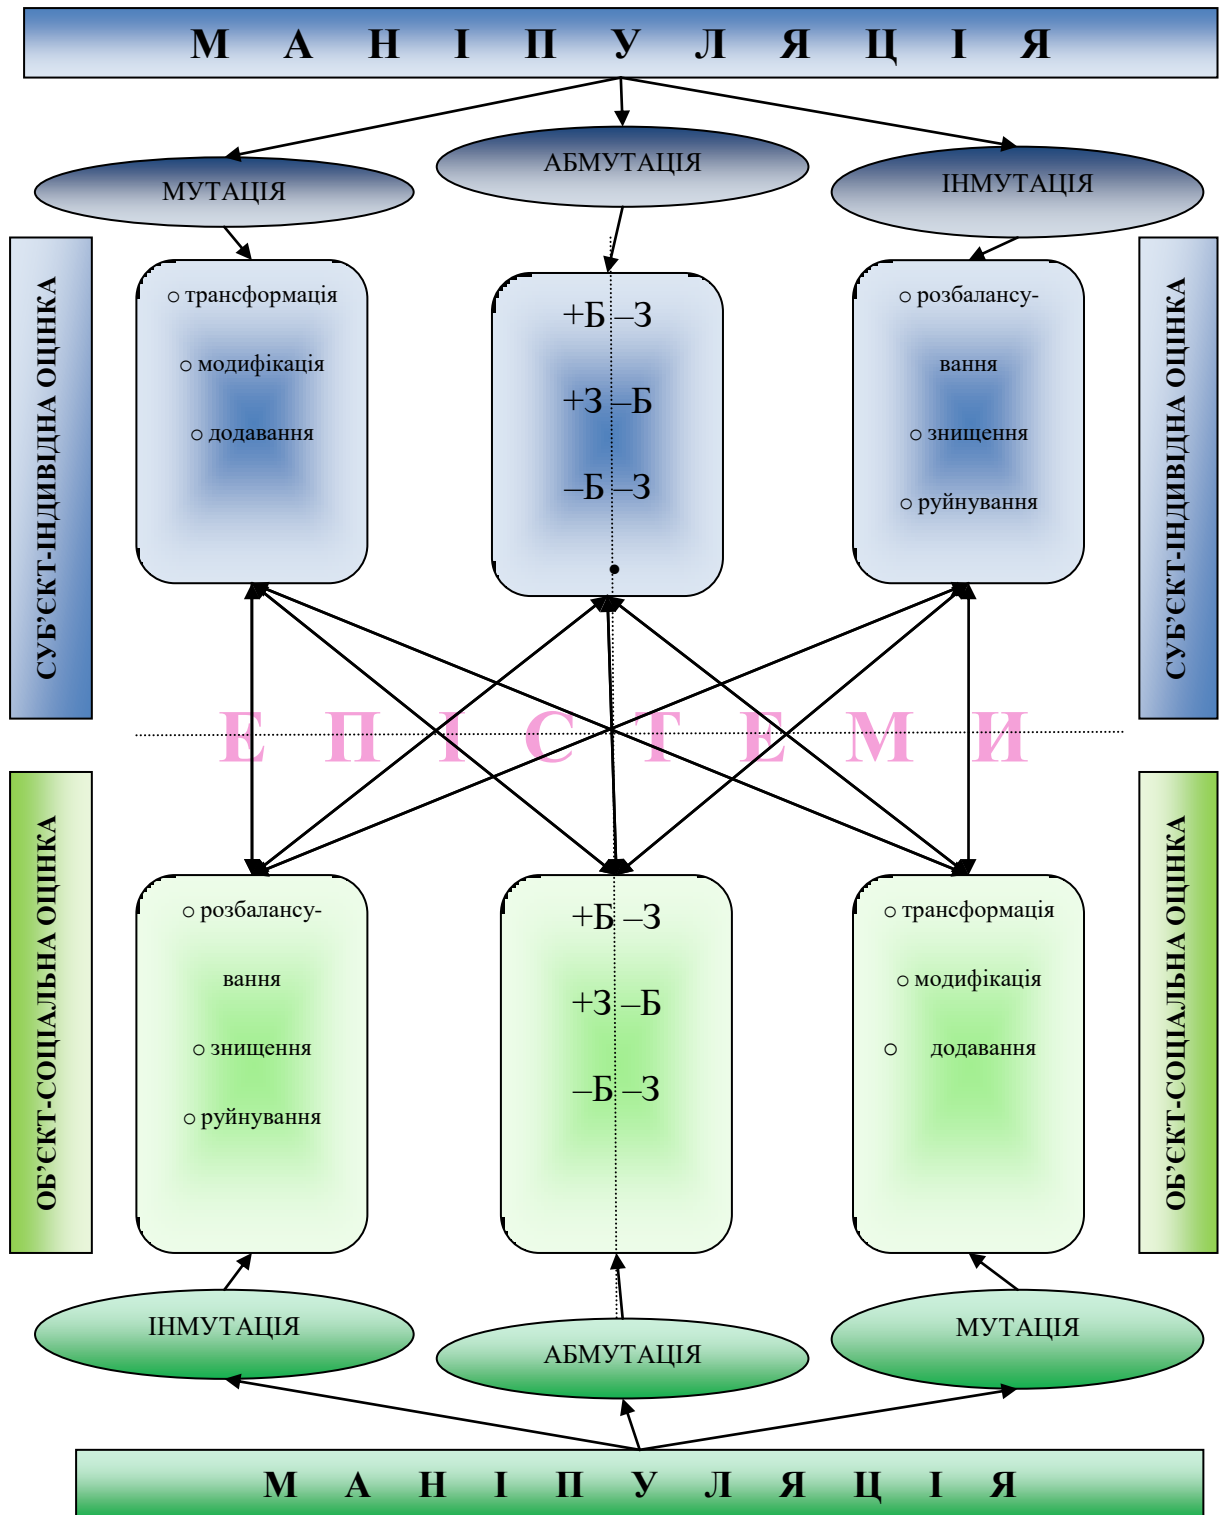 М А Н І П У Л Я Ц І Я
МУТАЦІЯ
АБМУТАЦІЯ
ІНМУТАЦІЯ
СУБ’ЄКТ-ІНДИВІДНА ОЦІНКА
○ трансформація
○ модифікація
○ додавання
+Б –З
+З –Б
–Б –З
•
○ розбалансу-
вання
○ знищення
○ руйнування
СУБ’ЄКТ-ІНДИВІДНА ОЦІНКА
Е П І С Т Е М И
ОБ’ЄКТ-СОЦІАЛЬНА ОЦІНКА
○ розбалансу-
вання
○ знищення
○ руйнування
+Б –З
+З –Б
–Б –З
○ трансформація
○ модифікація
○ додавання
ОБ’ЄКТ-СОЦІАЛЬНА ОЦІНКА
ІНМУТАЦІЯ
АБМУТАЦІЯ
МУТАЦІЯ
М А Н І П У Л Я Ц І Я